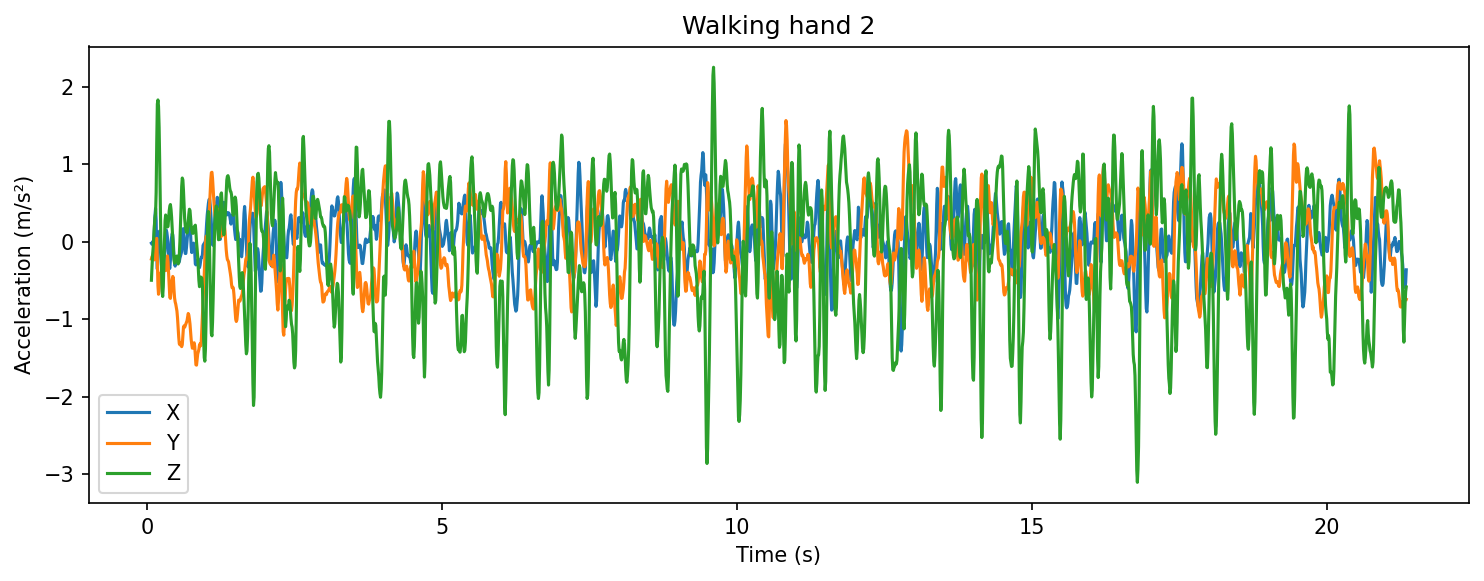 Walking hand 2
Acceleration (m/s²)
2
1
0
−1
−2
−3
X
Y
Z
0 5 10 15 20
Time (s)